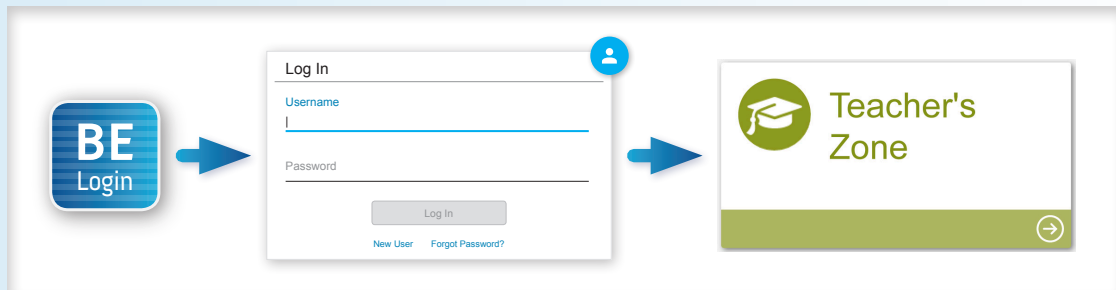 BE
Login
Log In
Username
Password
Log In
New User Forgot Password?
Teacher's
Zone